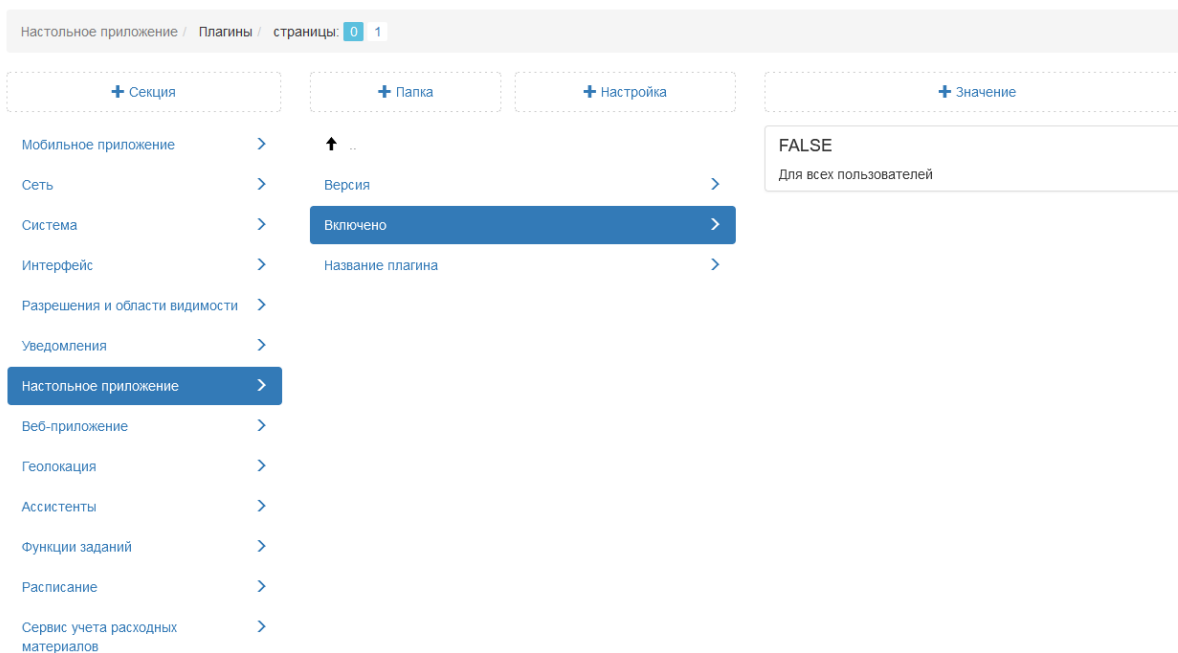 Настольное приложение / Плагины / страницы: 0 1
+ Секция
+ Папка
+ Настройка
+ Значение
Мобильное приложение
Сеть
Система
Интерфейс
Разрешения и области видимости
Уведомления
Настольное приложение
Веб-приложение
Геолокация
Ассистенты
Функции заданий
Расписание
Сервис учета расходных
материалов
..
Версия
Включено
Название плагина
FALSE
Для всех пользователей